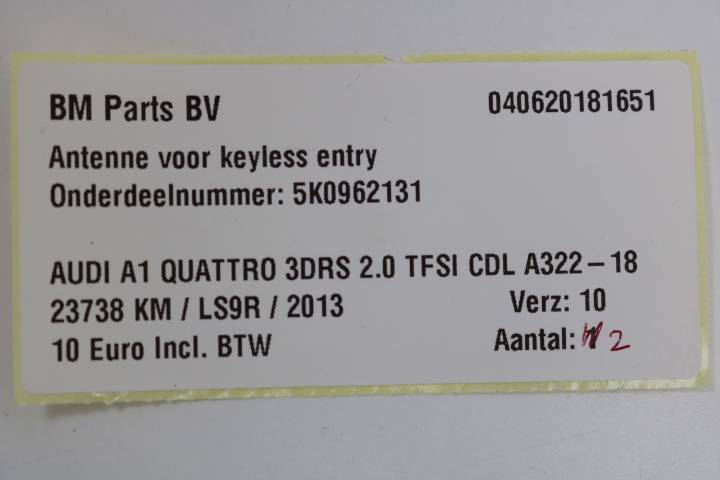 BM Parts BV 040620181651
Antenne voor keyless entry
Onderdeelnummer: 5K0962131
AUDI A1 QUATTRO 3DRS 2.0 TFSI CDL A322-18
23738 KM / LS9R / 2013 Verz: 10
10 Euro Incl. BTW Aantal: 2